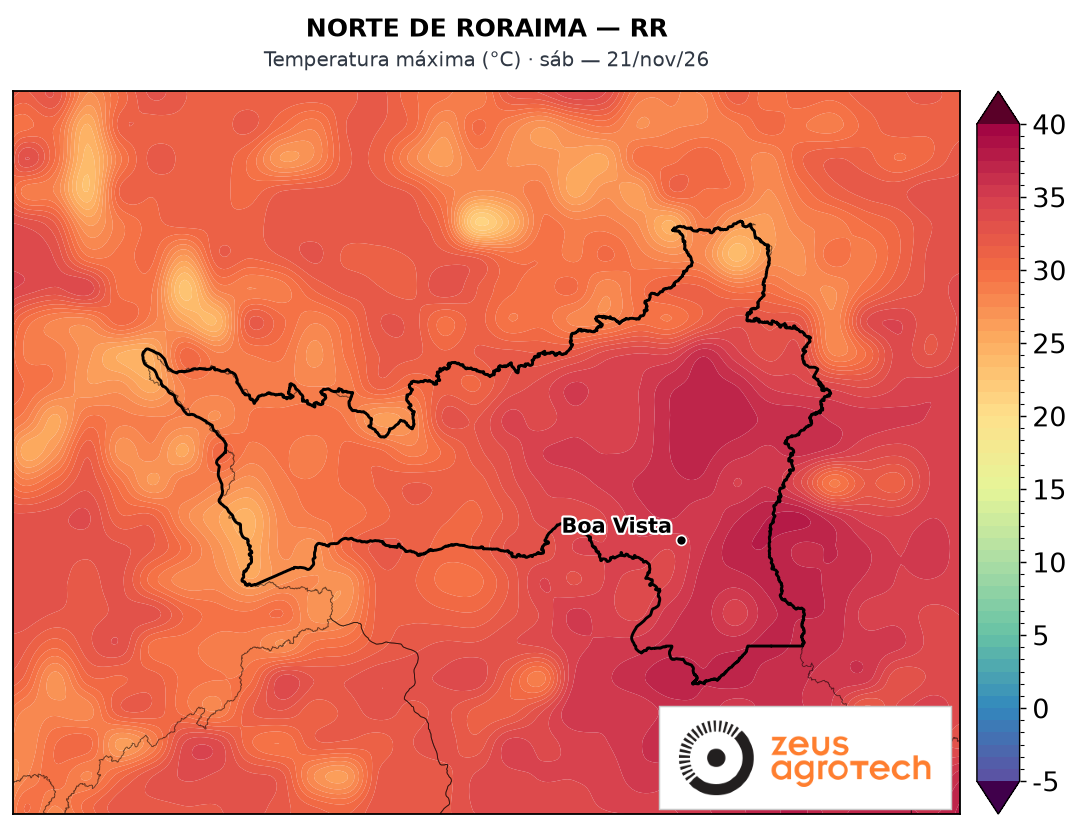 NORTE DE RORAIMA — RR
Temperatura máxima (°C) · sáb — 21/nov/26
40
35
30
25
20
15
10
5
0
-5
Boa Vista
zeus
agrotech